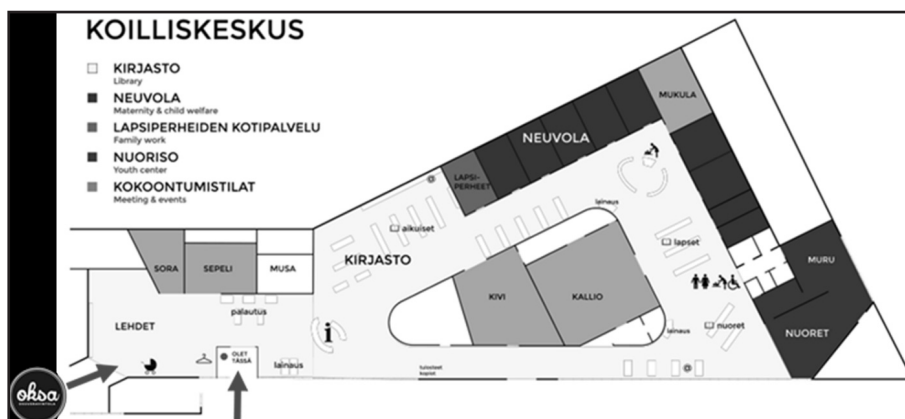 KOILLISKESKUS
KIRJASTO
Library
NEUVOLA
Maternity & child welfare
LAPSIPERHEIDEN KOTIPALVELU
Family work
NUORISO
Youth center
KOKOONTUMISTILAT
Meeting & events
MUKULA
NEUVOLA
LAPSI-
PERHEET
lainaus
aikuiset
lapset
KIRJASTO
SORA
SEPELI
MUSA
MURU
KIVI
KALLIO
palautus
LEHDET
i
lainaus
nuoret
NUORET
OLET
TÄSSÄ
lainaus
tulosteet
kopiot
oksa